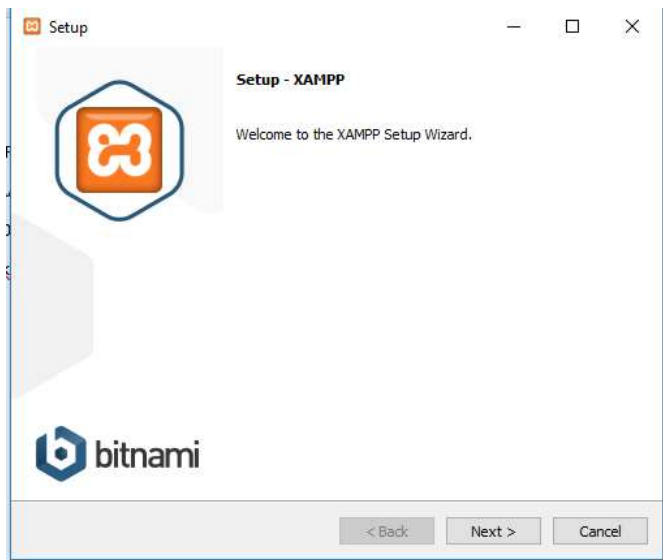 Setup
Setup - XAMPP
Welcome to the XAMPP Setup Wizard.
bitnami
< Back
Next >
Cancel